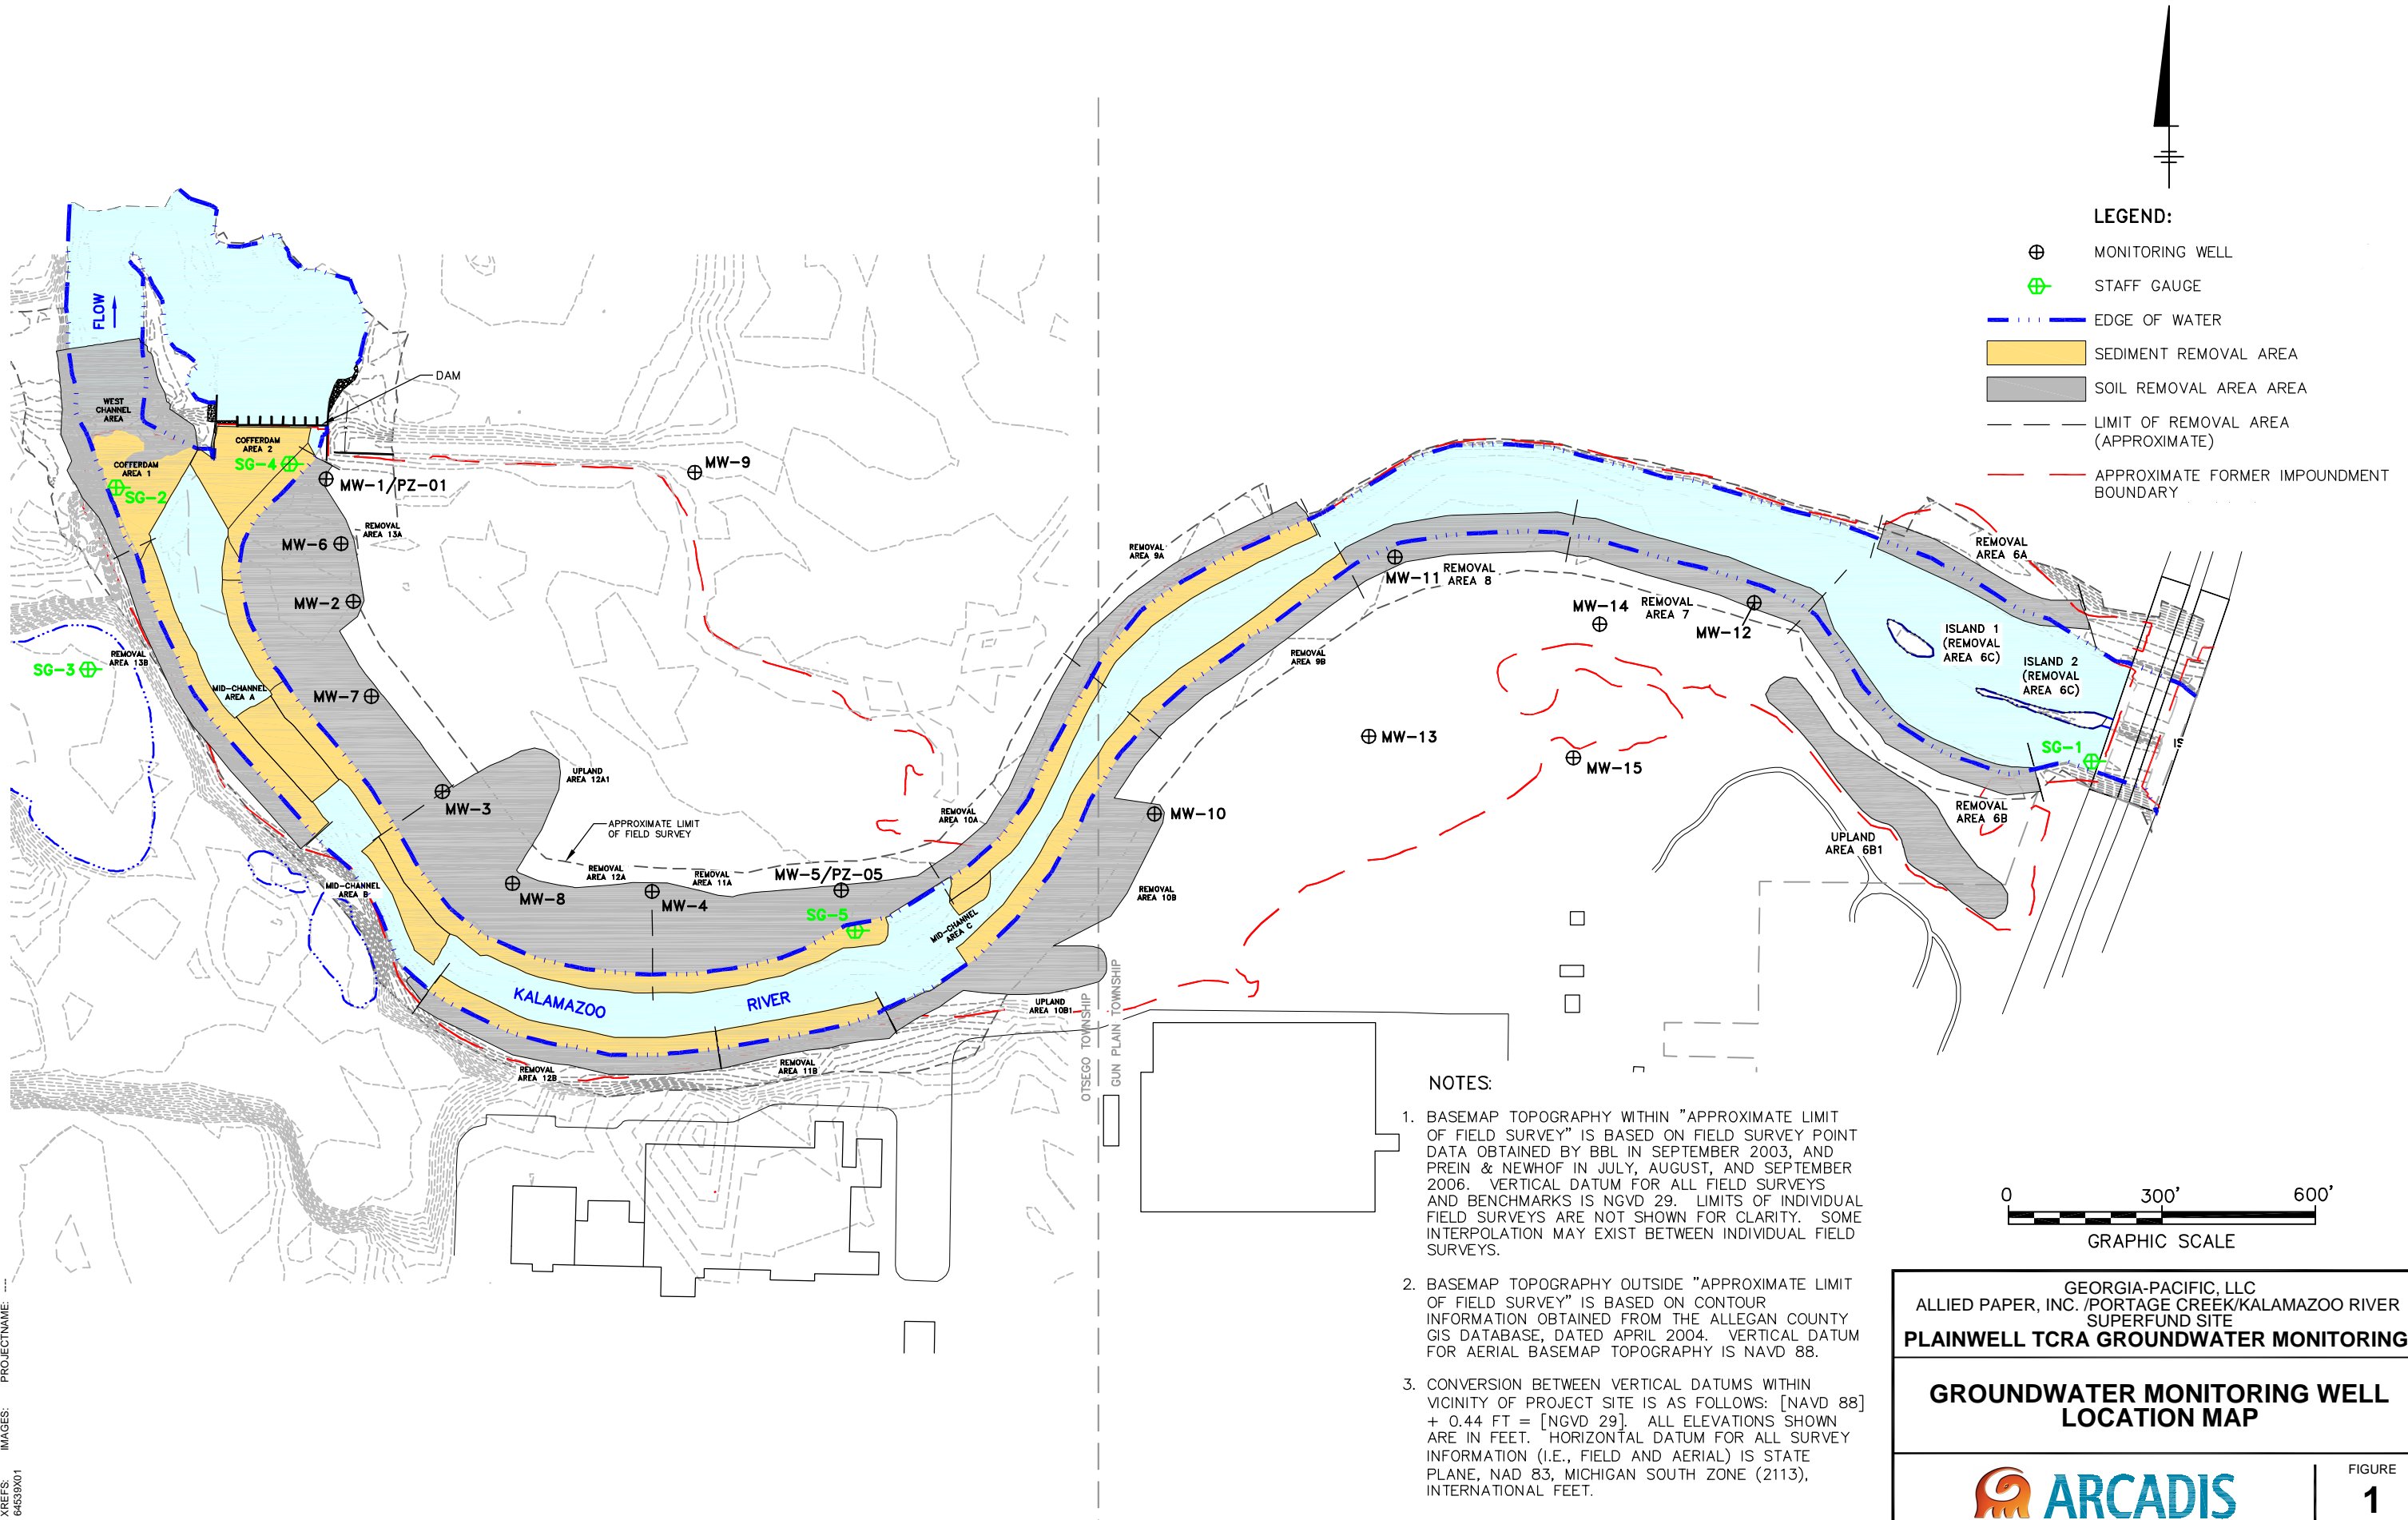 LEGEND:
MONITORING WELL
STAFF GAUGE
EDGE OF WATER
SEDIMENT REMOVAL AREA
SOIL REMOVAL AREA AREA
LIMIT OF REMOVAL AREA
(APPROXIMATE)
APPROXIMATE FORMER IMPOUNDMENT
BOUNDARY
FLOW
DAM
WEST
CHANNEL
AREA
COFFERDAM
AREA 2
SG-4
COFFERDAM
AREA 1
SG-2
MW-1/PZ-01
MW-9
REMOVAL
AREA 13A
MW-6
MW-2
REMOVAL
AREA 13B
SG-3
MID-CHANNEL
AREA A
MW-7
MW-3
UPLAND
AREA 12A1
APPROXIMATE LIMIT
OF FIELD SURVEY
REMOVAL
AREA 12A
REMOVAL
AREA 11A
MW-5/PZ-05
MW-8
MW-4
SG-5
MID-CHANNEL
AREA B
MID-CHANNEL
AREA C
KALAMAZOO
RIVER
REMOVAL
AREA 12B
REMOVAL
AREA 11B
REMOVAL
AREA 10A
REMOVAL
AREA 9A
REMOVAL
AREA 9B
MW-10
REMOVAL
AREA 10B
UPLAND
AREA 10B1
OTSEGO TOWNSHIP
GUN PLAIN TOWNSHIP
MW-11
REMOVAL
AREA 8
MW-14
REMOVAL
AREA 7
MW-12
MW-13
MW-15
REMOVAL
AREA 6A
ISLAND 1
(REMOVAL
AREA 6C)
ISLAND 2
(REMOVAL
AREA 6C)
SG-1
REMOVAL
AREA 6B
UPLAND
AREA 6B1
NOTES:
1. BASEMAP TOPOGRAPHY WITHIN "APPROXIMATE LIMIT
OF FIELD SURVEY" IS BASED ON FIELD SURVEY POINT
DATA OBTAINED BY BBL IN SEPTEMBER 2003, AND
PREIN & NEWHOF IN JULY, AUGUST, AND SEPTEMBER
2006. VERTICAL DATUM FOR ALL FIELD SURVEYS
AND BENCHMARKS IS NGVD 29. LIMITS OF INDIVIDUAL
FIELD SURVEYS ARE NOT SHOWN FOR CLARITY. SOME
INTERPOLATION MAY EXIST BETWEEN INDIVIDUAL FIELD
SURVEYS.
2. BASEMAP TOPOGRAPHY OUTSIDE "APPROXIMATE LIMIT
OF FIELD SURVEY" IS BASED ON CONTOUR
INFORMATION OBTAINED FROM THE ALLEGAN COUNTY
GIS DATABASE, DATED APRIL 2004. VERTICAL DATUM
FOR AERIAL BASEMAP TOPOGRAPHY IS NAVD 88.
3. CONVERSION BETWEEN VERTICAL DATUMS WITHIN
VICINITY OF PROJECT SITE IS AS FOLLOWS: [NAVD 88]
+ 0.44 FT = [NGVD 29]. ALL ELEVATIONS SHOWN
ARE IN FEET. HORIZONTAL DATUM FOR ALL SURVEY
INFORMATION (I.E., FIELD AND AERIAL) IS STATE
PLANE, NAD 83, MICHIGAN SOUTH ZONE (2113),
INTERNATIONAL FEET.
0 300' 600'
GRAPHIC SCALE
GEORGIA-PACIFIC, LLC
ALLIED PAPER, INC. /PORTAGE CREEK/KALAMAZOO RIVER
SUPERFUND SITE
PLAINWELL TCRA GROUNDWATER MONITORING
GROUNDWATER MONITORING WELL
LOCATION MAP
ARCADIS
FIGURE
1
XREFS: IMAGES: PROJECTNAME: ----
64539X01